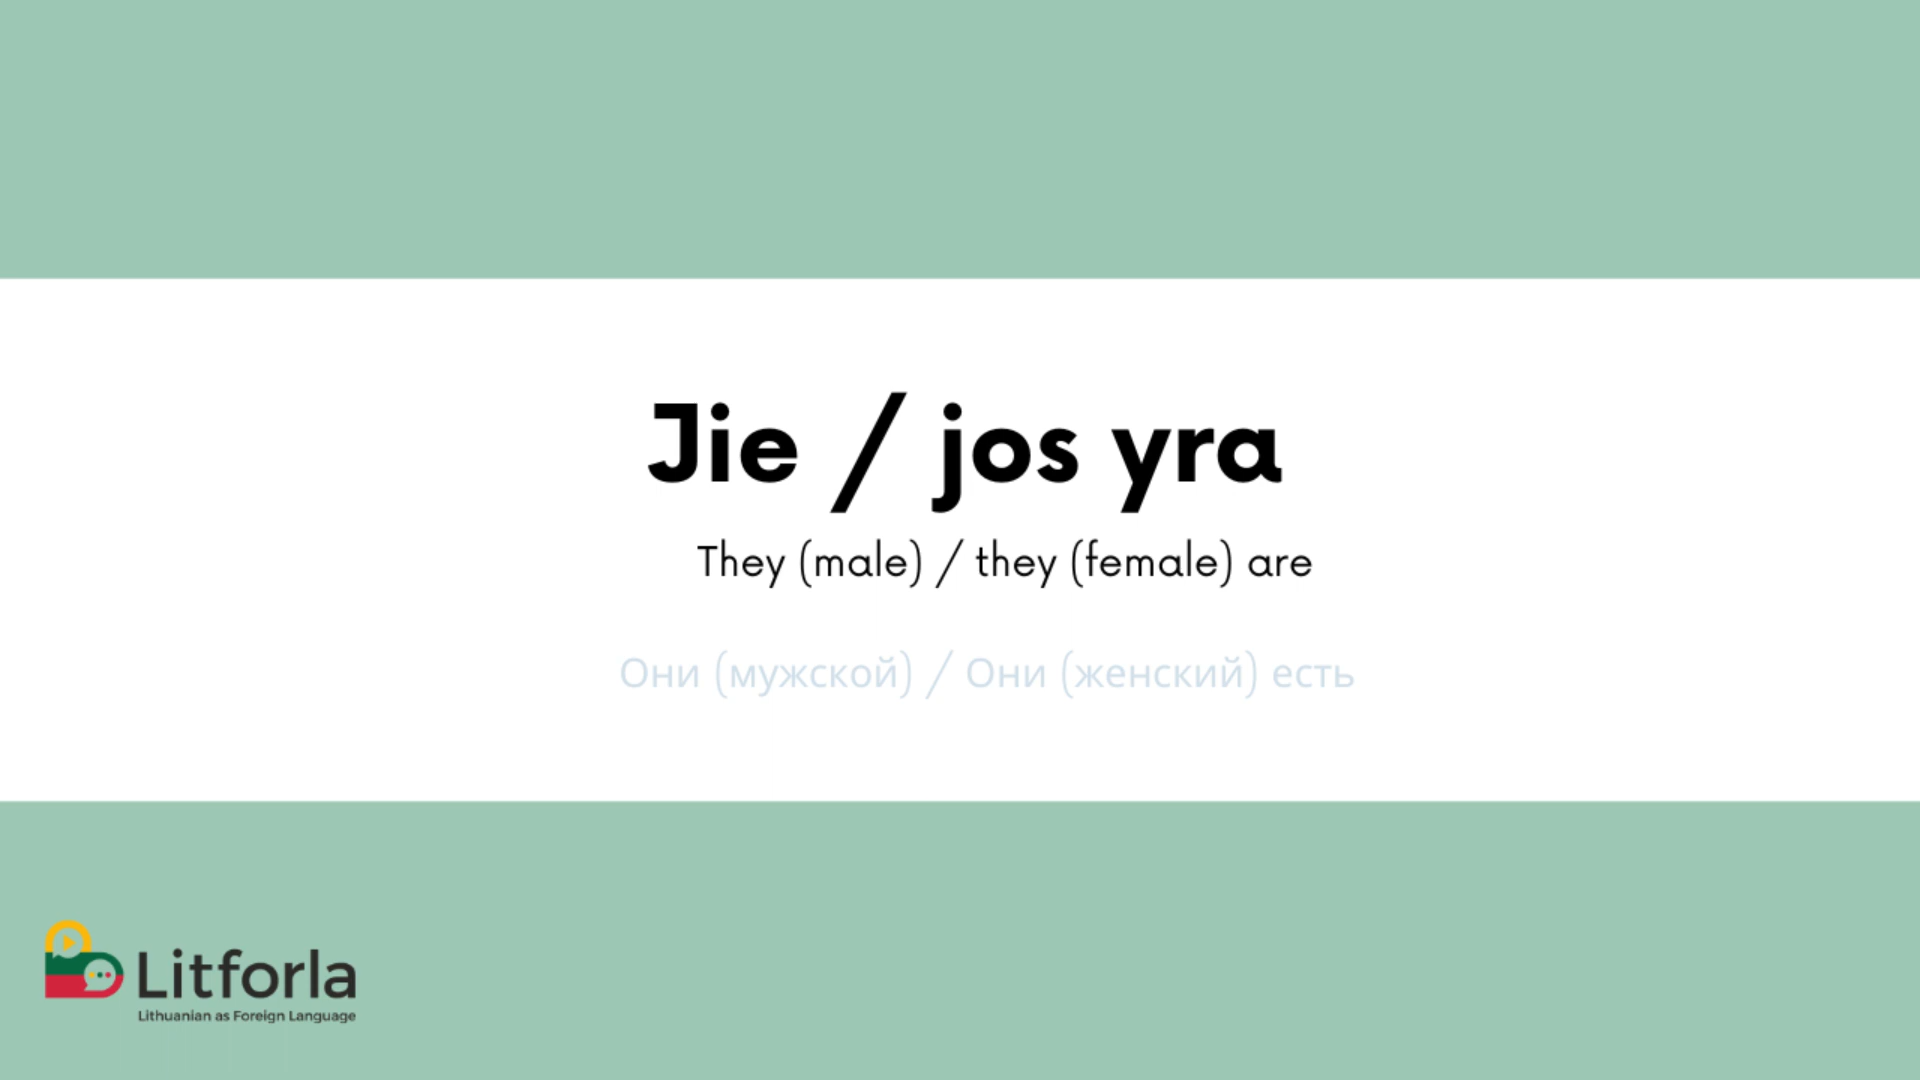 Jie / jos yra
They (male) / they (female) are
Они (мужской) / Они (женский) есть
Litforla
Lithuanian as Foreign Language